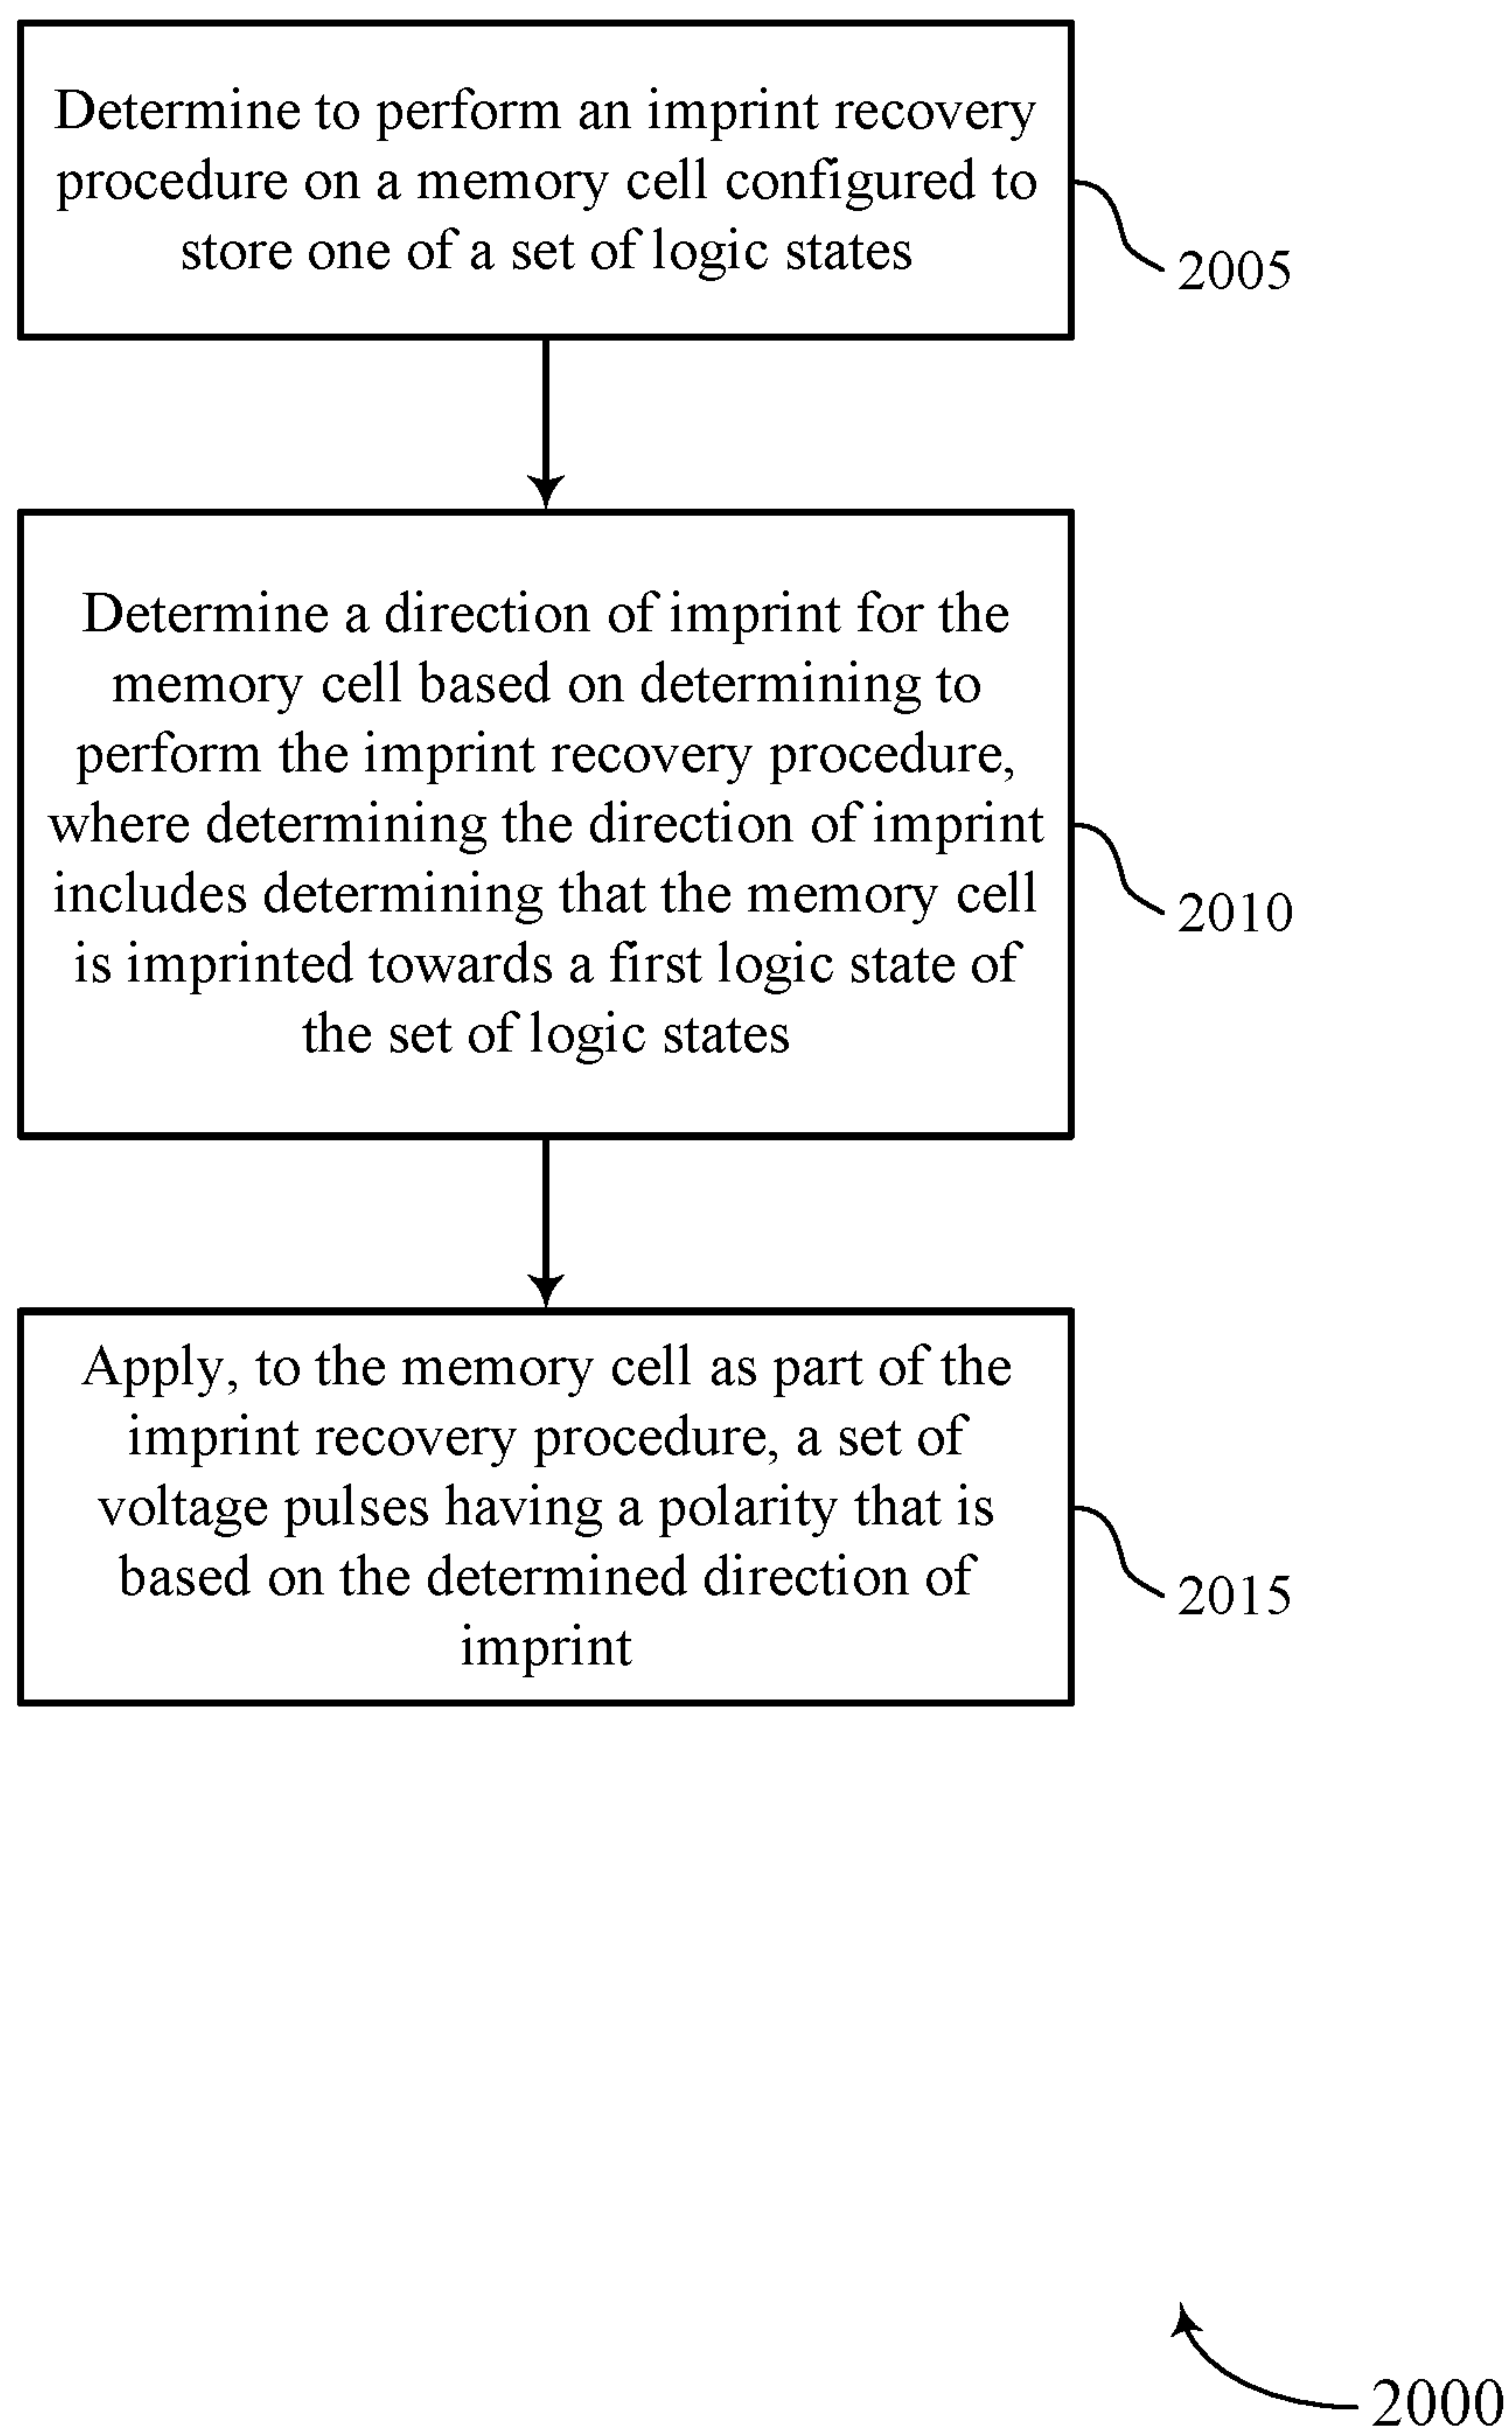 Determine to perform an imprint recovery
procedure on a memory cell configured to
store one of a set of logic states
2005
Determine a direction of imprint for the
memory cell based on determining to
perform the imprint recovery procedure,
where determining the direction of imprint
includes determining that the memory cell
is imprinted towards a first logic state of
the set of logic states
2010
Apply, to the memory cell as part of the
imprint recovery procedure, a set of
voltage pulses having a polarity that is
based on the determined direction of
imprint
2015
2000